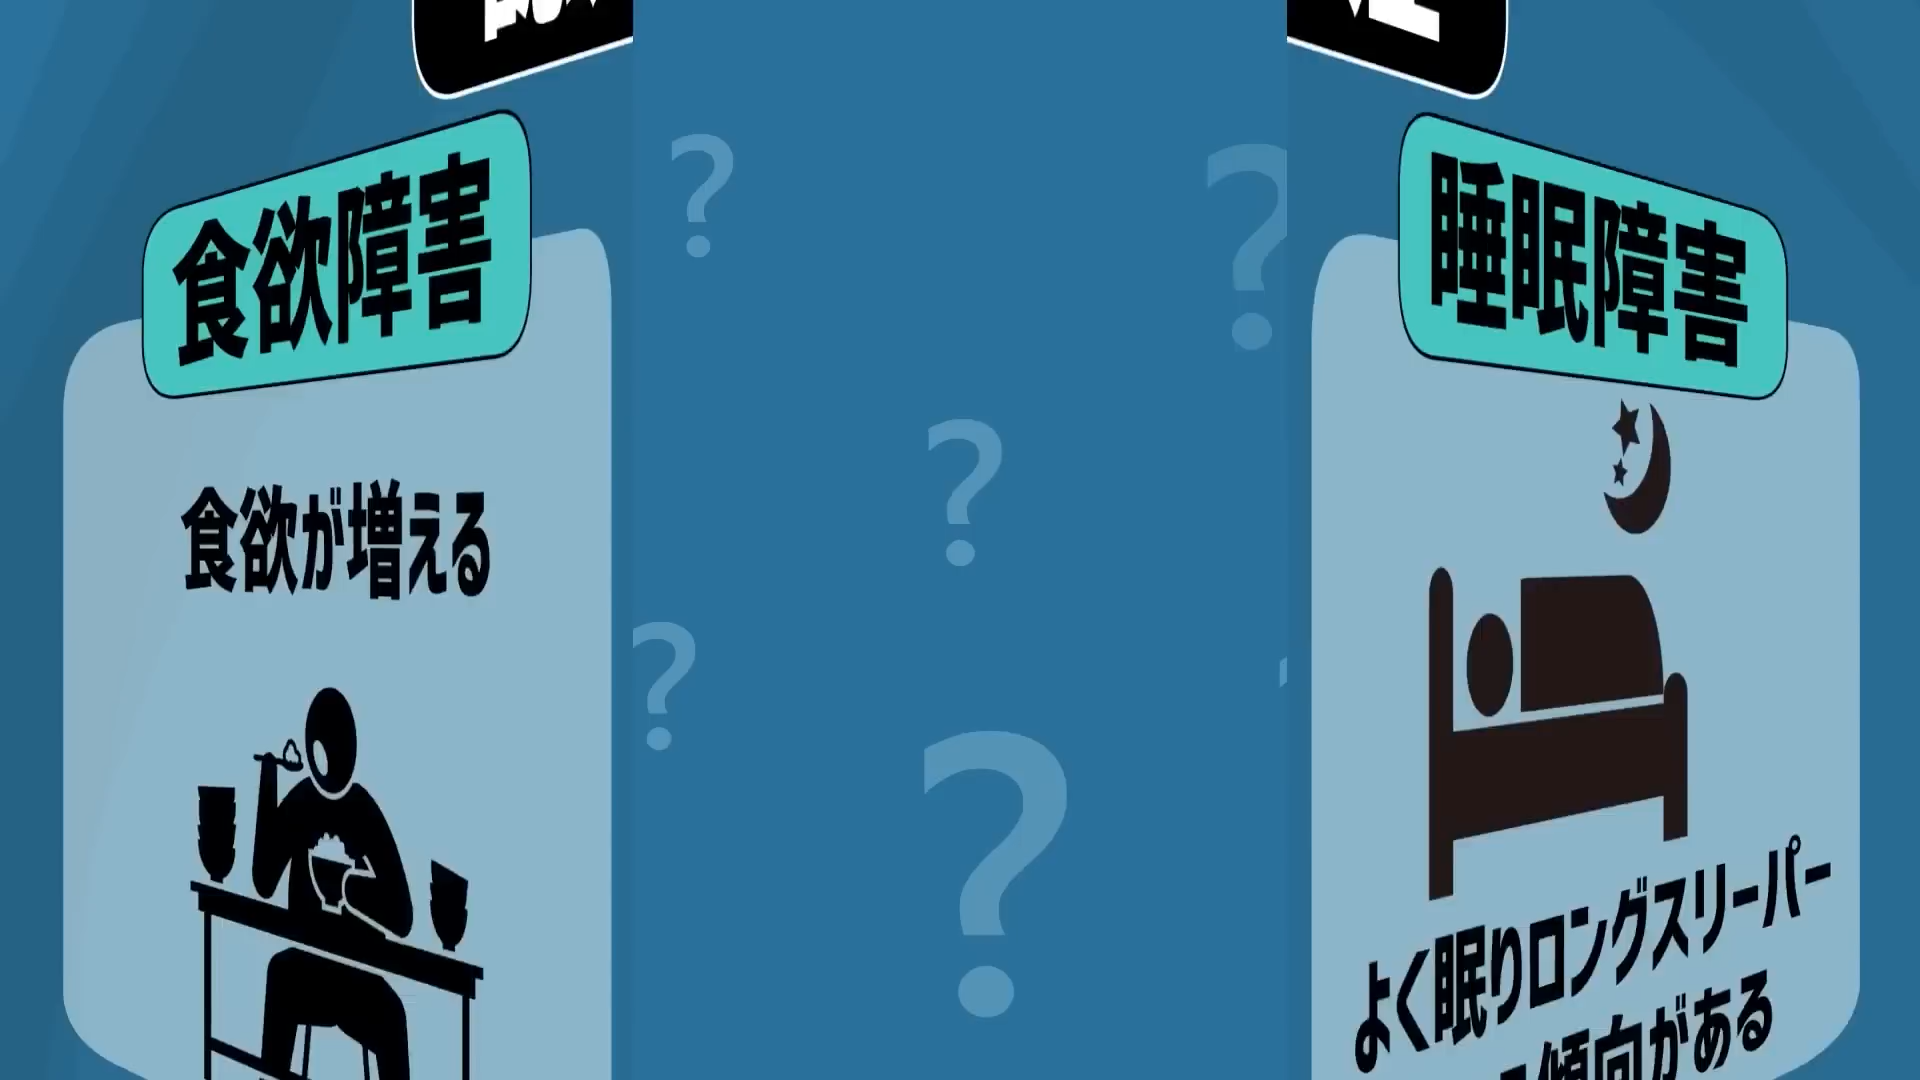 食欲障害
食欲が増える
睡眠障害
よく眠りロングスリーパー
傾向がある
?
?
?
?
?